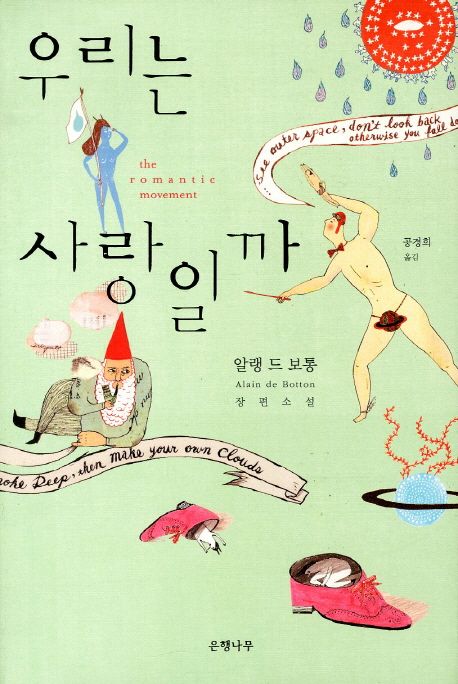 우리는
the
romantic
movement
...See outer space, don't look back
otherwise you fall
사랑일까
공경희
옮김
알랭 드 보통
Alain de Botton
장편소설
Deep, then make your own Clouds
은행나무